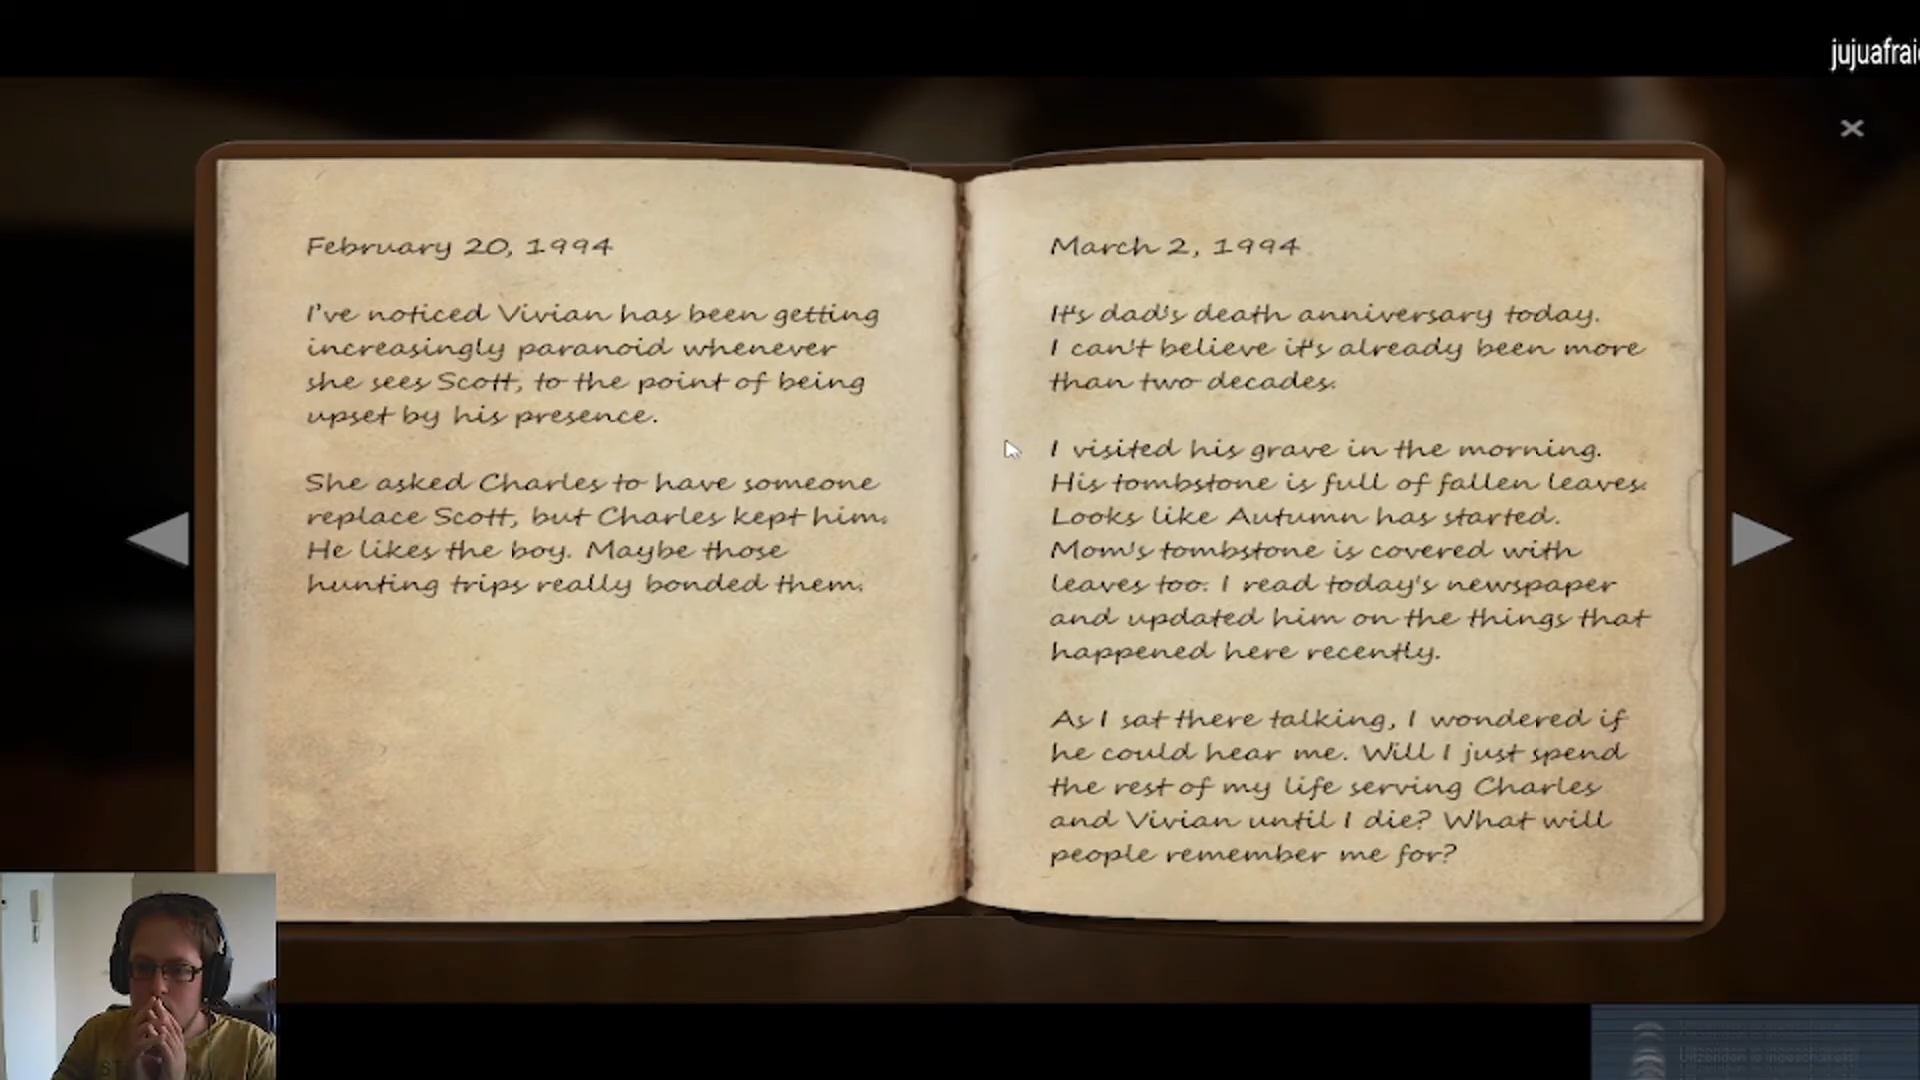 jujuafrai
February 20, 1994
I've noticed Vivian has been getting
increasingly paranoid whenever
she sees Scott, to the point of being
upset by his presence.
She asked Charles to have someone
replace Scott, but Charles kept him.
He likes the boy. Maybe those
hunting trips really bonded them.
March 2, 1994
It's dad's death anniversary today.
I can't believe it's already been more
than two decades.
I visited his grave in the morning.
His tombstone is full of fallen leaves.
Looks like Autumn has started.
Mom's tombstone is covered with
leaves too. I read today's newspaper
and updated him on the things that
happened here recently.
As I sat there talking, I wondered if
he could hear me. Will I just spend
the rest of my life serving Charles
and Vivian until I die? What will
people remember me for?